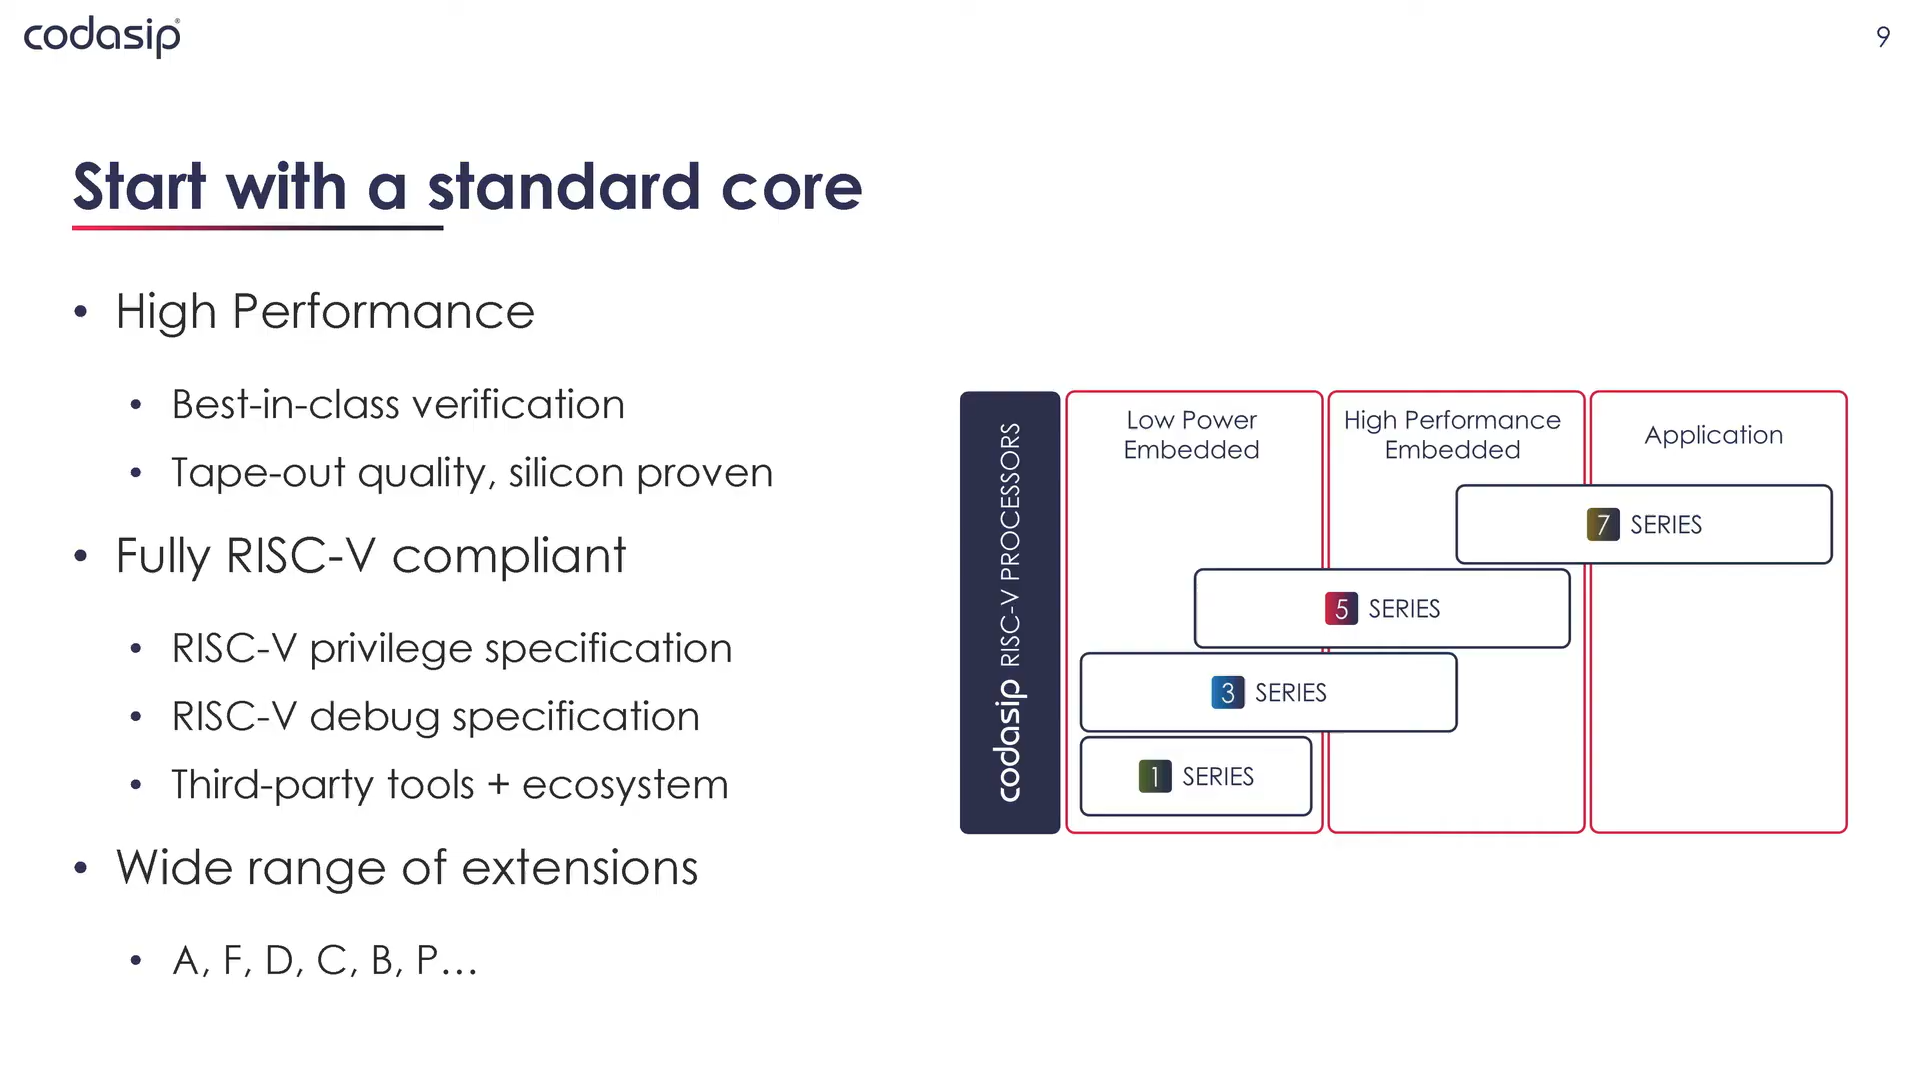 codasip®
9
Start with a standard core
• High Performance
• Best-in-class verification
• Tape-out quality, silicon proven
• Fully RISC-V compliant
• RISC-V privilege specification
• RISC-V debug specification
• Third-party tools + ecosystem
• Wide range of extensions
• A, F, D, C, B, P...
codasip RISC-V PROCESSORS
Low Power
Embedded
High Performance
Embedded
Application
7 SERIES
5 SERIES
3 SERIES
1 SERIES